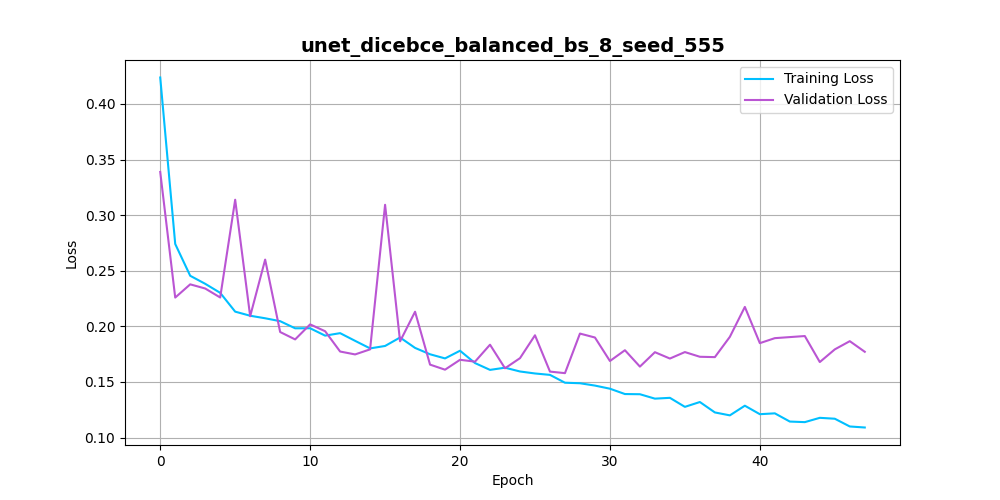 unet_dicebce_balanced_bs_8_seed_555
Training Loss
Validation Loss
0.40
0.35
0.30
0.25
0.20
0.15
0.10
Loss
0
10
20
30
40
Epoch